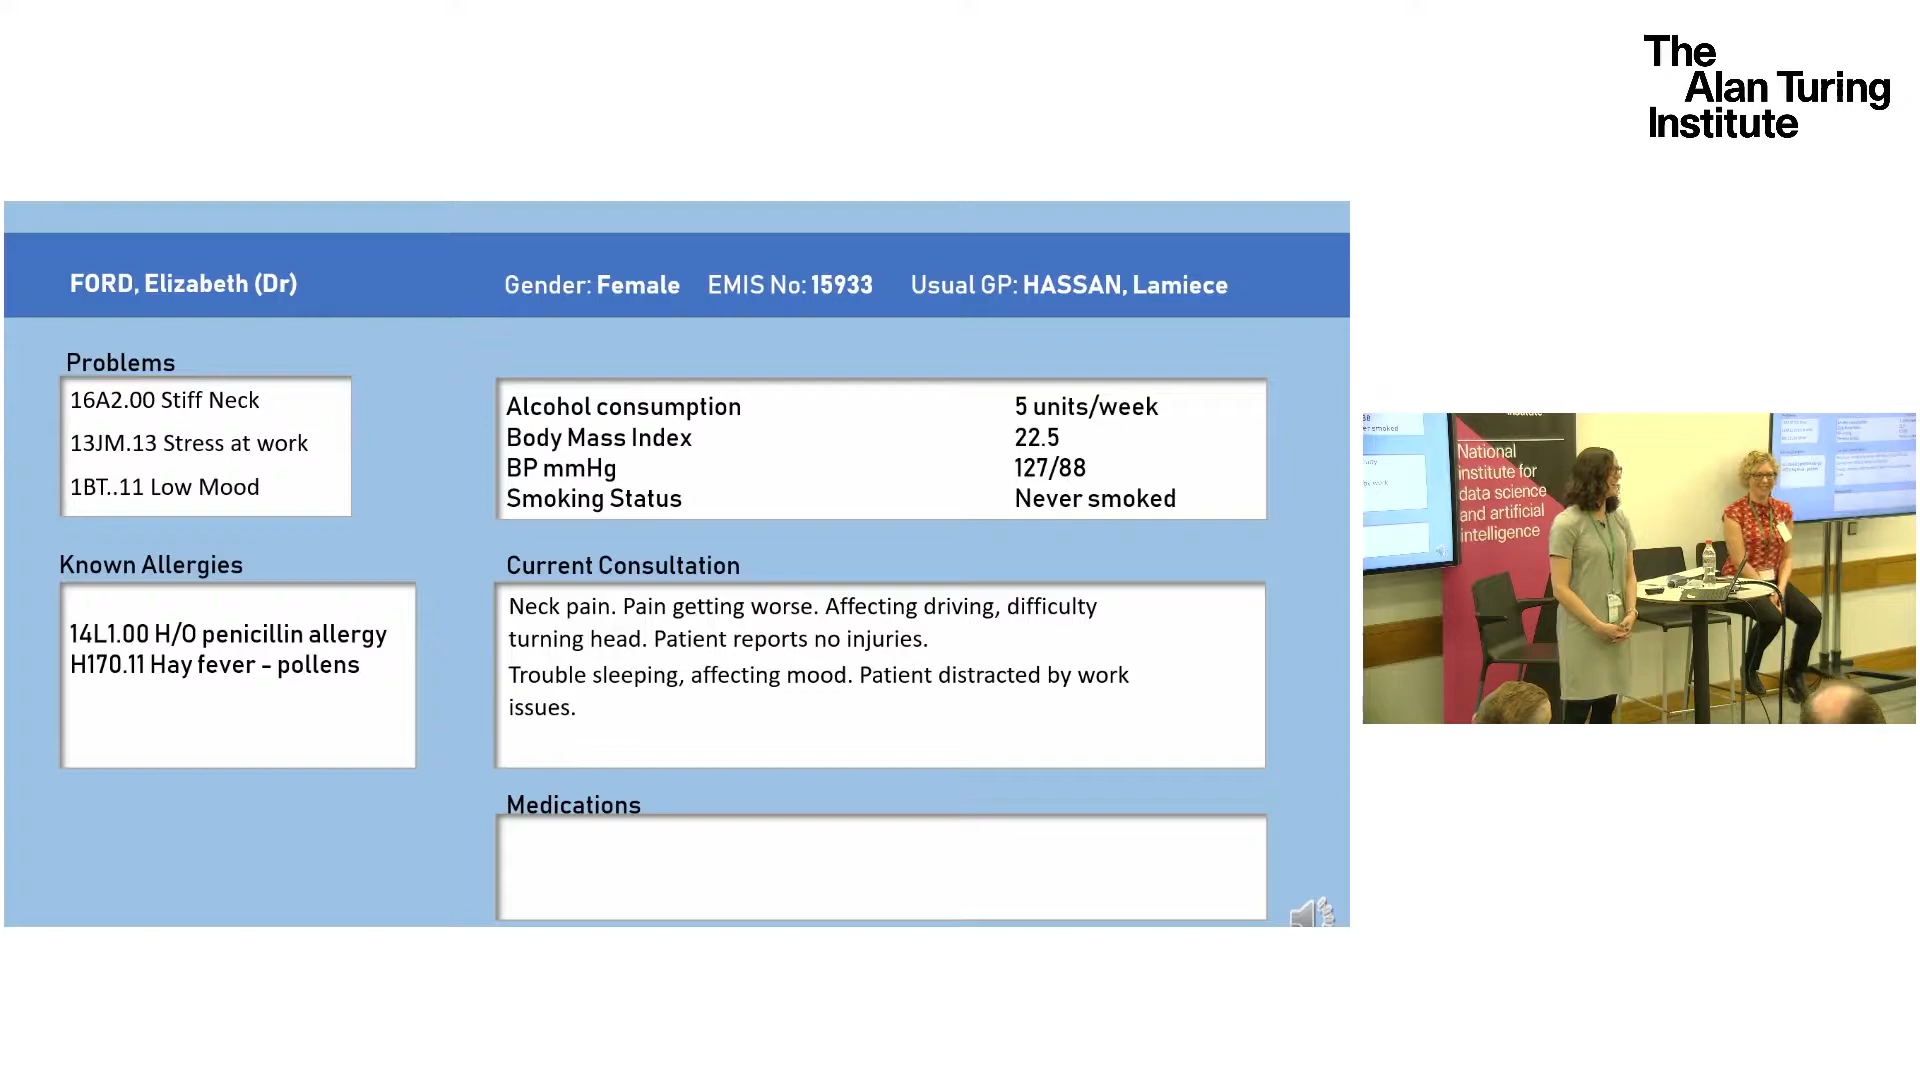 The
Alan Turing
Institute
FORD, Elizabeth (Dr)
Gender: Female EMIS No: 15933 Usual GP: HASSAN, Lamiece
Problems
16A2.00 Stiff Neck
13JM.13 Stress at work
1BT..11 Low Mood
Alcohol consumption 5 units/week
Body Mass Index 22.5
BP mmHg 127/88
Smoking Status Never smoked
Known Allergies
14L1.00 H/O penicillin allergy
H170.11 Hay fever - pollens
Current Consultation
Neck pain. Pain getting worse. Affecting driving, difficulty
turning head. Patient reports no injuries.
Trouble sleeping, affecting mood. Patient distracted by work
issues.
Medications
National
institute for
data science
and artificial
intelligence